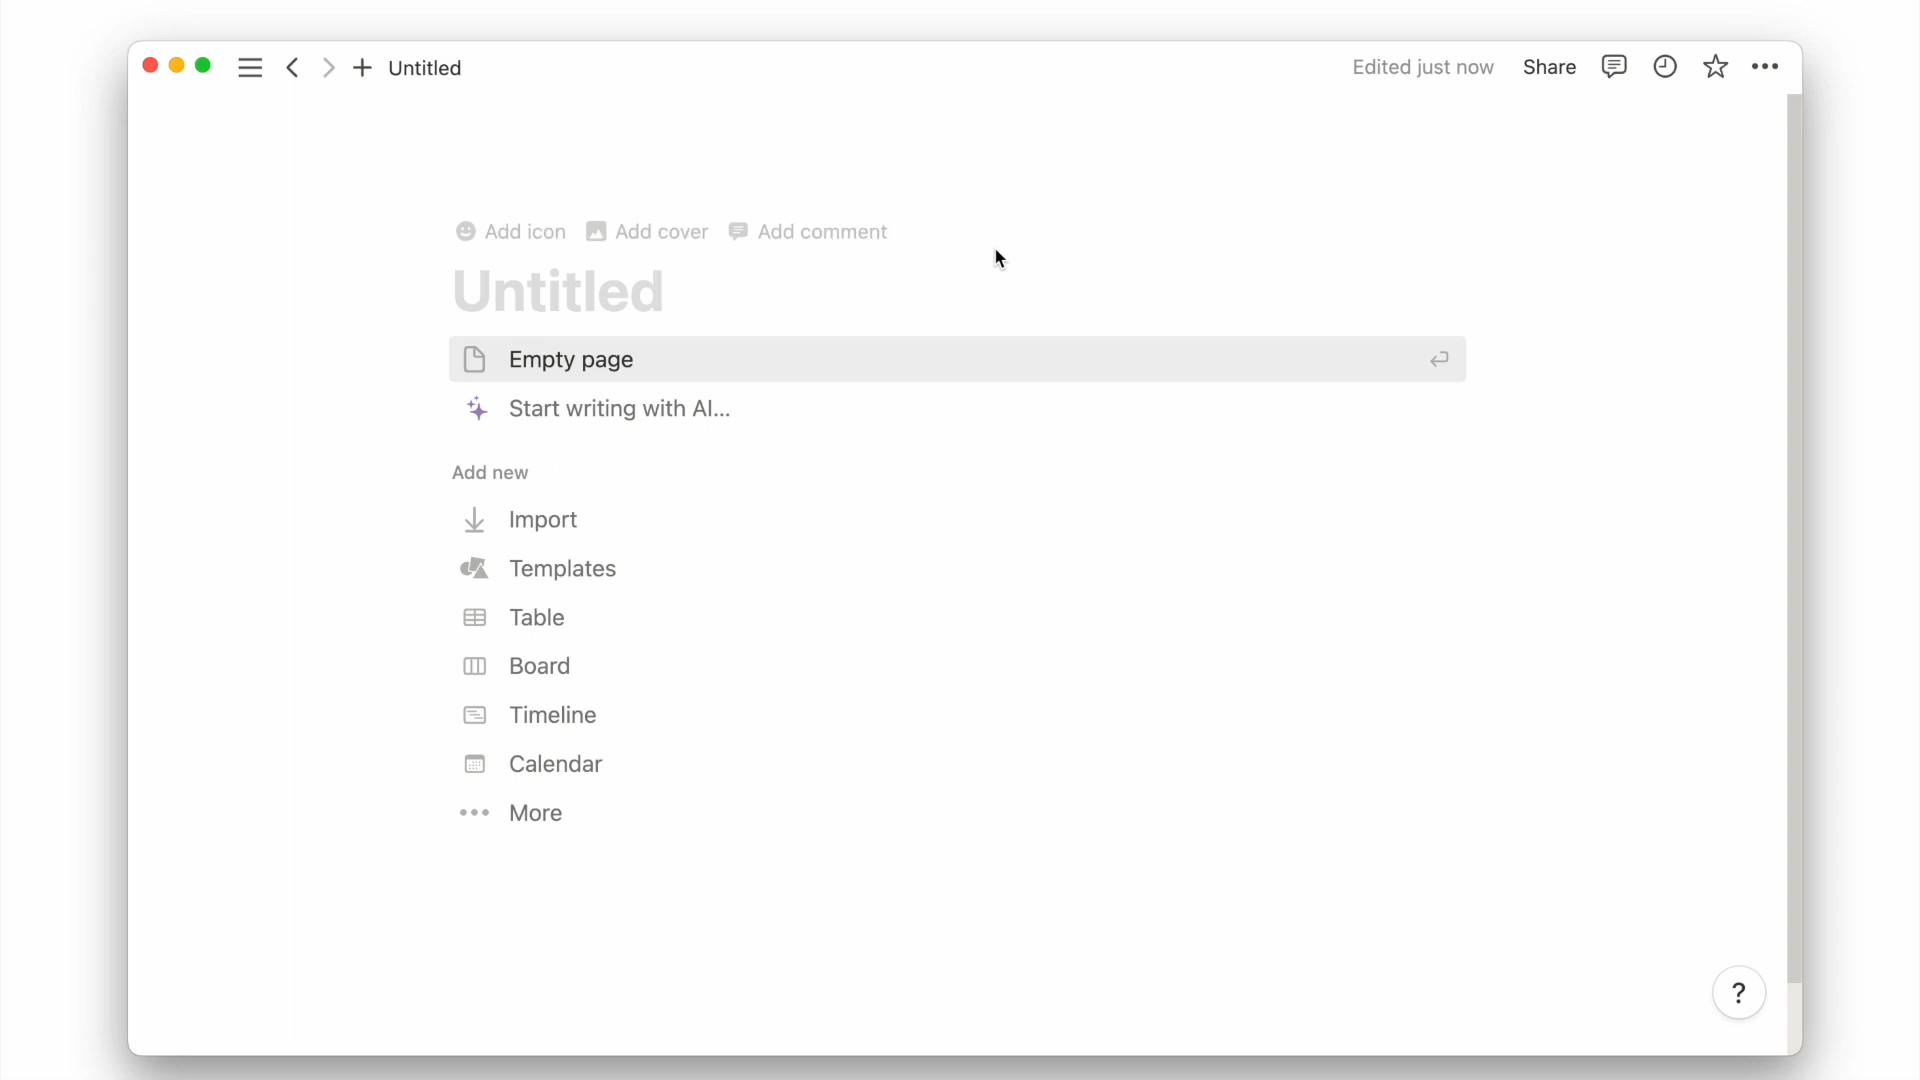 Untitled
Edited just now Share
Add icon Add cover Add comment
Untitled
Empty page
Start writing with AI...
Add new
Import
Templates
Table
Board
Timeline
Calendar
More
?